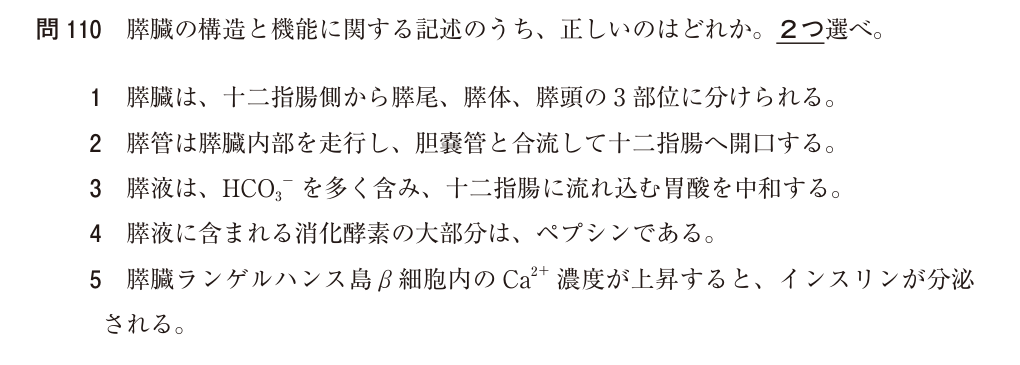 問 110 膵臓の構造と機能に関する記述のうち、正しいのはどれか。2つ選べ。
1 膵臓は、十二指腸側から膵尾、膵体、膵頭の3部位に分けられる。
2 膵管は膵臓内部を走行し、胆嚢管と合流して十二指腸へ開口する。
3 膵液は、HCO₃⁻ を多く含み、十二指腸に流れ込む胃酸を中和する。
4 膵液に含まれる消化酵素の大部分は、ペプシンである。
5 膵臓ランゲルハンス島β細胞内の Ca²⁺ 濃度が上昇すると、インスリンが分泌
される。